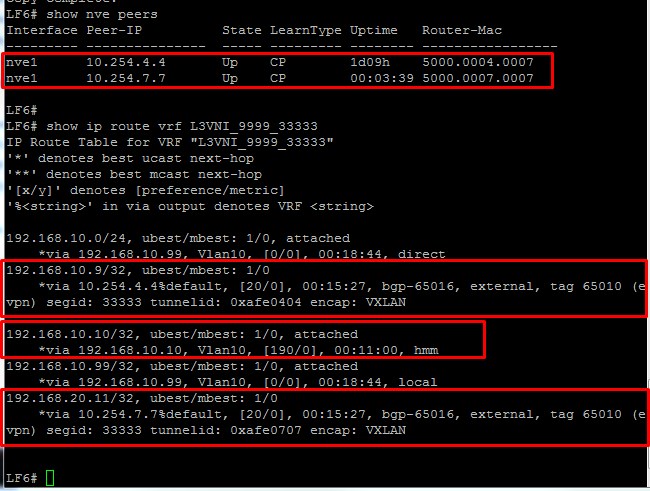 Copy Complete.
LF6# show nve peers
Interface Peer-IP          State LearnType Uptime   Router-Mac
--------- ---------------  ----- --------- -------- -----------------
nve1      10.254.4.4       Up    CP        1d09h    5000.0004.0007
nve1      10.254.7.7       Up    CP        00:03:39 5000.0007.0007
LF6#
LF6# show ip route vrf L3VNI_9999_33333
IP Route Table for VRF "L3VNI_9999_33333"
'*' denotes best ucast next-hop
'**' denotes best mcast next-hop
'[x/y]' denotes [preference/metric]
'%<string>' in via output denotes VRF <string>
192.168.10.0/24, ubest/mbest: 1/0, attached
    *via 192.168.10.99, Vlan10, [0/0], 00:18:44, direct
192.168.10.9/32, ubest/mbest: 1/0
    *via 10.254.4.4%default, [20/0], 00:15:27, bgp-65016, external, tag 65010 (e
vpn) segid: 33333 tunnelid: 0xafe0404 encap: VXLAN
192.168.10.10/32, ubest/mbest: 1/0, attached
    *via 192.168.10.10, Vlan10, [190/0], 00:11:00, hmm
192.168.10.99/32, ubest/mbest: 1/0, attached
    *via 192.168.10.99, Vlan10, [0/0], 00:18:44, local
192.168.20.11/32, ubest/mbest: 1/0
    *via 10.254.7.7%default, [20/0], 00:15:27, bgp-65016, external, tag 65010 (e
vpn) segid: 33333 tunnelid: 0xafe0707 encap: VXLAN
LF6#